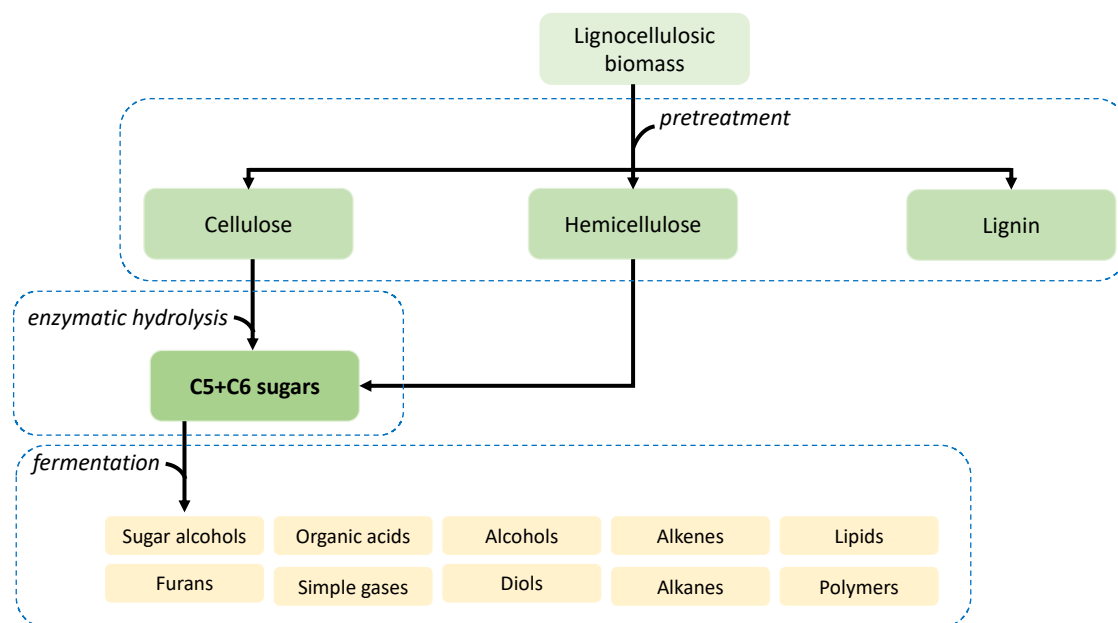 Lignocellulosic
biomass
pretreatment
Cellulose
Hemicellulose
Lignin
enzymatic hydrolysis
C5+C6 sugars
fermentation
Sugar alcohols
Organic acids
Alcohols
Alkenes
Lipids
Furans
Simple gases
Diols
Alkanes
Polymers